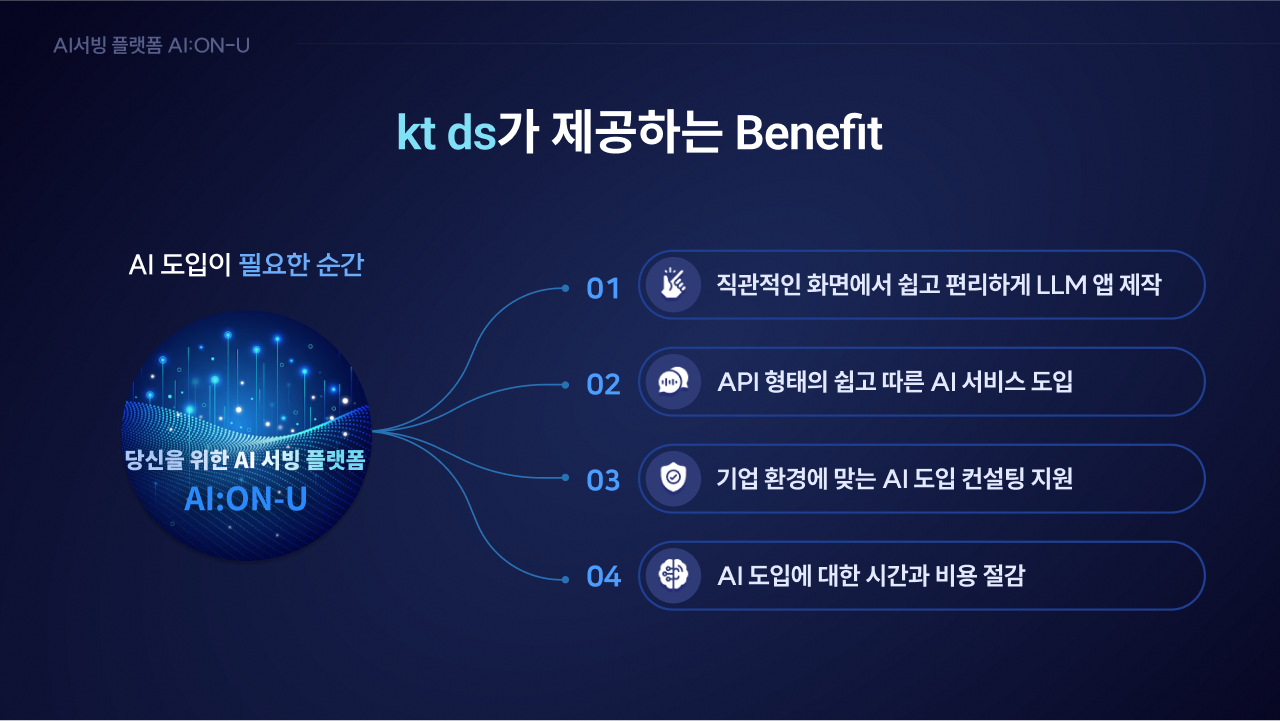 AI서빙 플랫폼 AI:ON-U
kt ds가 제공하는 Benefit
AI 도입이 필요한 순간
당신을 위한 AI 서빙 플랫폼
AI:ON-U
01 직관적인 화면에서 쉽고 편리하게 LLM 앱 제작
02 API 형태의 쉽고 따른 AI 서비스 도입
03 기업 환경에 맞는 AI 도입 컨설팅 지원
04 AI 도입에 대한 시간과 비용 절감